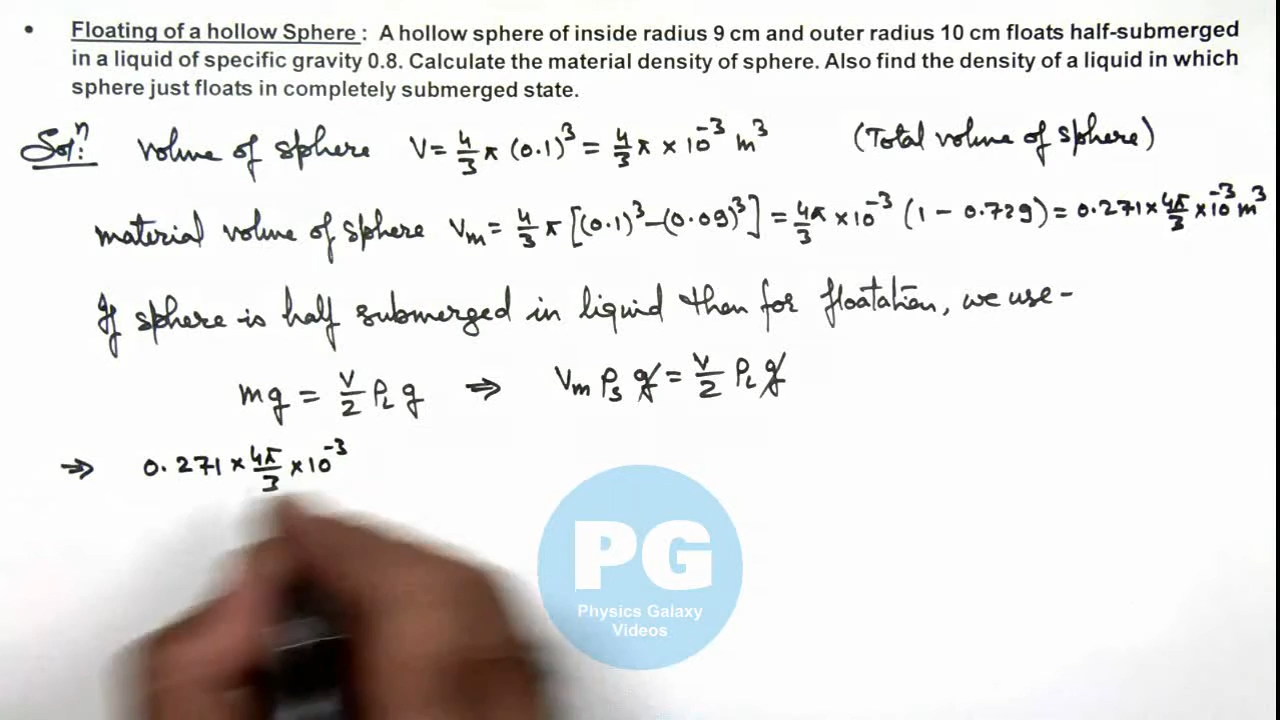 • Floating of a hollow Sphere : A hollow sphere of inside radius 9 cm and outer radius 10 cm floats half-submerged
in a liquid of specific gravity 0.8. Calculate the material density of sphere. Also find the density of a liquid in which
sphere just floats in completely submerged state.
Solⁿ: Volume of sphere V = 4/3 π (0.1)³ = 4/3 π × 10⁻³ m³ (Total volume of sphere)
material volume of sphere Vₘ = 4/3 π [(0.1)³ – (0.09)³] = 4π/3 × 10⁻³ (1 – 0.729) = 0.271 × 4π/3 × 10⁻³ m³
If sphere is half submerged in liquid then for floatation, we use –
mg = V/2 ρ_L g ⇒ Vₘ ρ_s g = V/2 ρ_L g
⇒ 0.271 × 4π/3 × 10⁻³
PG
Physics Galaxy
Videos